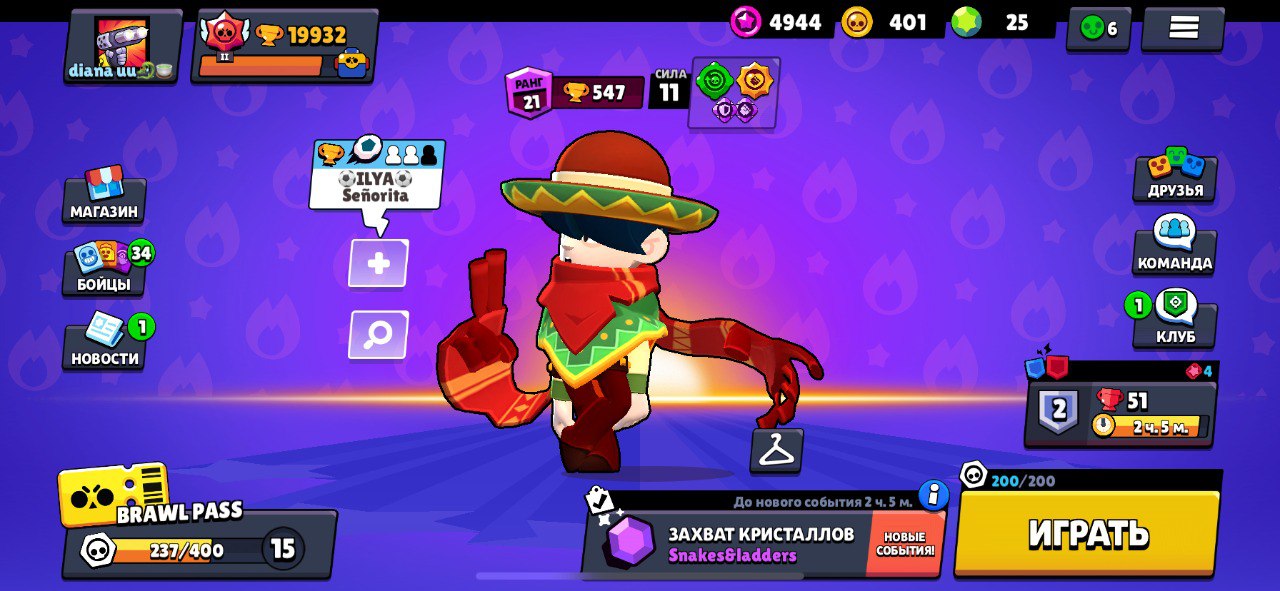 diana uu
II
19932
4944
401
25
6
РАНГ
21
547
СИЛА
11
ILYA
Señorita
МАГАЗИН
34
БОЙЦЫ
1
НОВОСТИ
ДРУЗЬЯ
КОМАНДА
1
КЛУБ
4
2
51
2 ч. 5 м.
BRAWL PASS
237/400
15
До нового события 2 ч. 5 м.
i
ЗАХВАТ КРИСТАЛЛОВ
Snakes&ladders
НОВЫЕ
СОБЫТИЯ!
200/200
ИГРАТЬ